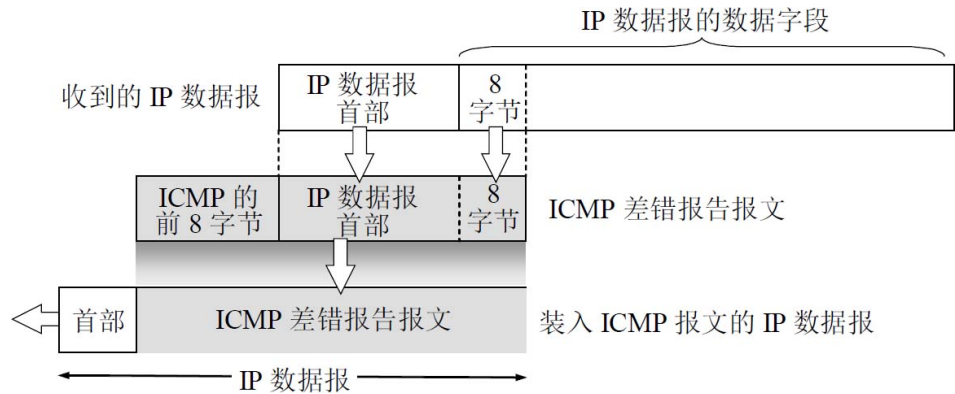 IP 数据报的数据字段
收到的 IP 数据报
IP 数据报
首部
8
字节
ICMP 的
前 8 字节
IP 数据报
首部
8
字节
ICMP 差错报告报文
首部
ICMP 差错报告报文
装入 ICMP 报文的 IP 数据报
IP 数据报